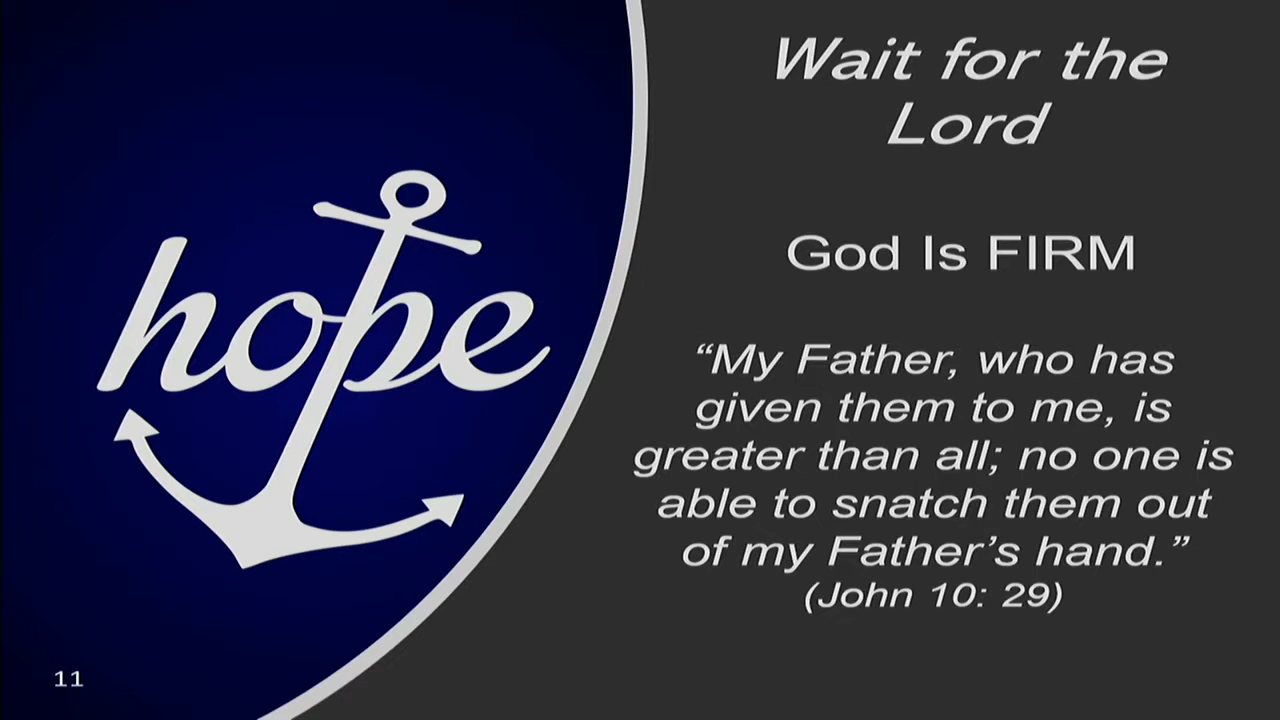 hope
11
Wait for the
Lord
God Is FIRM
“My Father, who has
given them to me, is
greater than all; no one is
able to snatch them out
of my Father’s hand.”
(John 10: 29)